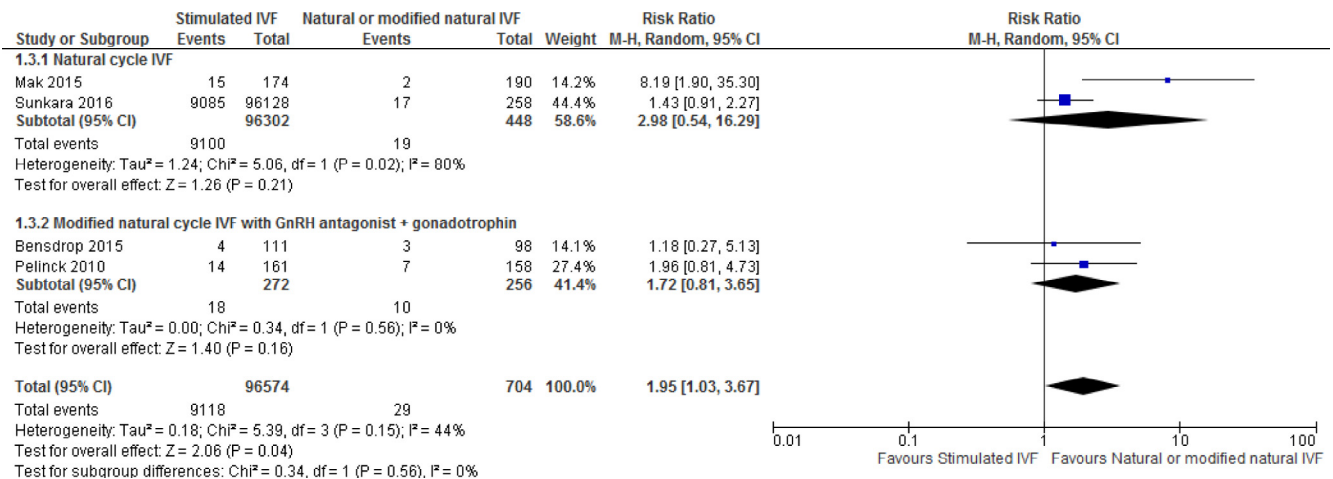 Stimulated IVF Natural or modified natural IVF Risk Ratio Risk Ratio
Study or Subgroup Events Total Events Total Weight M-H, Random, 95% CI M-H, Random, 95% CI
1.3.1 Natural cycle IVF
Mak 2015 15 174 2 190 14.2% 8.19 [1.90, 35.30]
Sunkara 2016 9085 96128 17 258 44.4% 1.43 [0.91, 2.27]
Subtotal (95% CI) 96302 448 58.6% 2.98 [0.54, 16.29]
Total events 9100 19
Heterogeneity: Tau² = 1.24; Chi² = 5.06, df = 1 (P = 0.02); I² = 80%
Test for overall effect: Z = 1.26 (P = 0.21)
1.3.2 Modified natural cycle IVF with GnRH antagonist + gonadotrophin
Bensdrop 2015 4 111 3 98 14.1% 1.18 [0.27, 5.13]
Pelinck 2010 14 161 7 158 27.4% 1.96 [0.81, 4.73]
Subtotal (95% CI) 272 256 41.4% 1.72 [0.81, 3.65]
Total events 18 10
Heterogeneity: Tau² = 0.00; Chi² = 0.34, df = 1 (P = 0.56); I² = 0%
Test for overall effect: Z = 1.40 (P = 0.16)
Total (95% CI) 96574 704 100.0% 1.95 [1.03, 3.67]
Total events 9118 29
Heterogeneity: Tau² = 0.18; Chi² = 5.39, df = 3 (P = 0.15); I² = 44%
Test for overall effect: Z = 2.06 (P = 0.04)
Test for subgroup differences: Chi² = 0.34, df = 1 (P = 0.56), I² = 0%
0.01 0.1 1 10 100
Favours Stimulated IVF Favours Natural or modified natural IVF